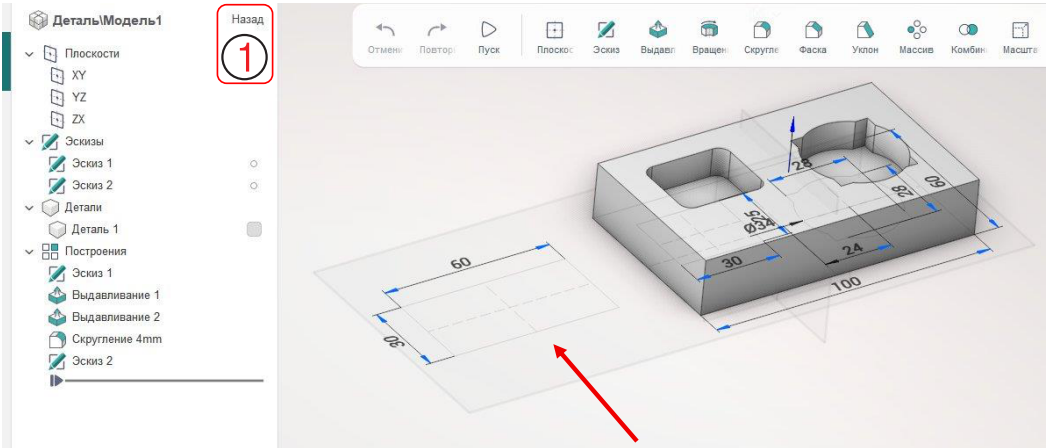 Деталь\Модель1
Назад
1
Плоскости
XY
YZ
ZX
Эскизы
Эскиз 1
Эскиз 2
Детали
Деталь 1
Построения
Эскиз 1
Выдавливание 1
Выдавливание 2
Скругление 4mm
Эскиз 2
Отмени Повтор Пуск Плоскос Эскиз Выдавл Вращен Скругле Фаска Уклон Массив Комбин Масшта
60
30
28
28
60
25
Ø34
30
24
100